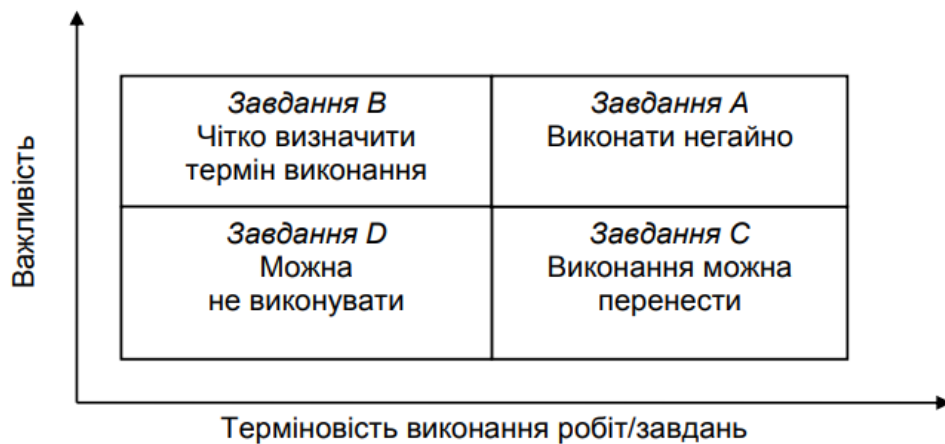 Важливість
Завдання B
Чітко визначити
термін виконання
Завдання A
Виконати негайно
Завдання D
Можна
не виконувати
Завдання C
Виконання можна
перенести
Терміновість виконання робіт/завдань